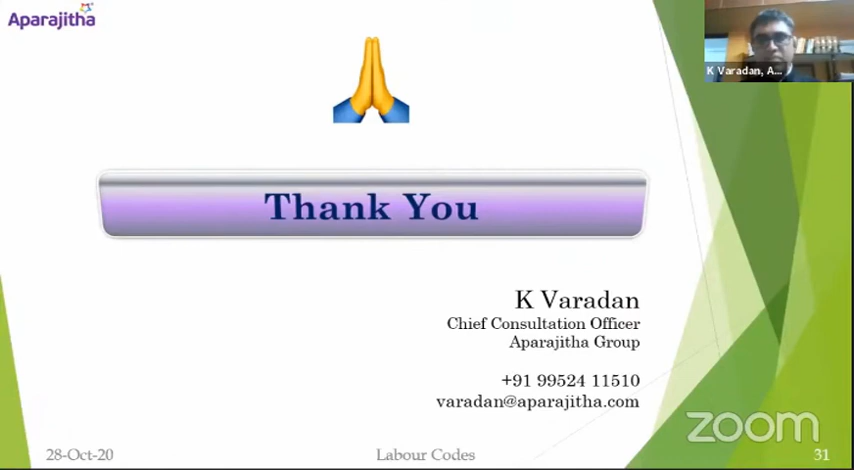 Aparajitha
K Varadan, A...
Thank You
K Varadan
Chief Consultation Officer
Aparajitha Group
+91 99524 11510
varadan@aparajitha.com
zoom
28-Oct-20
Labour Codes
31